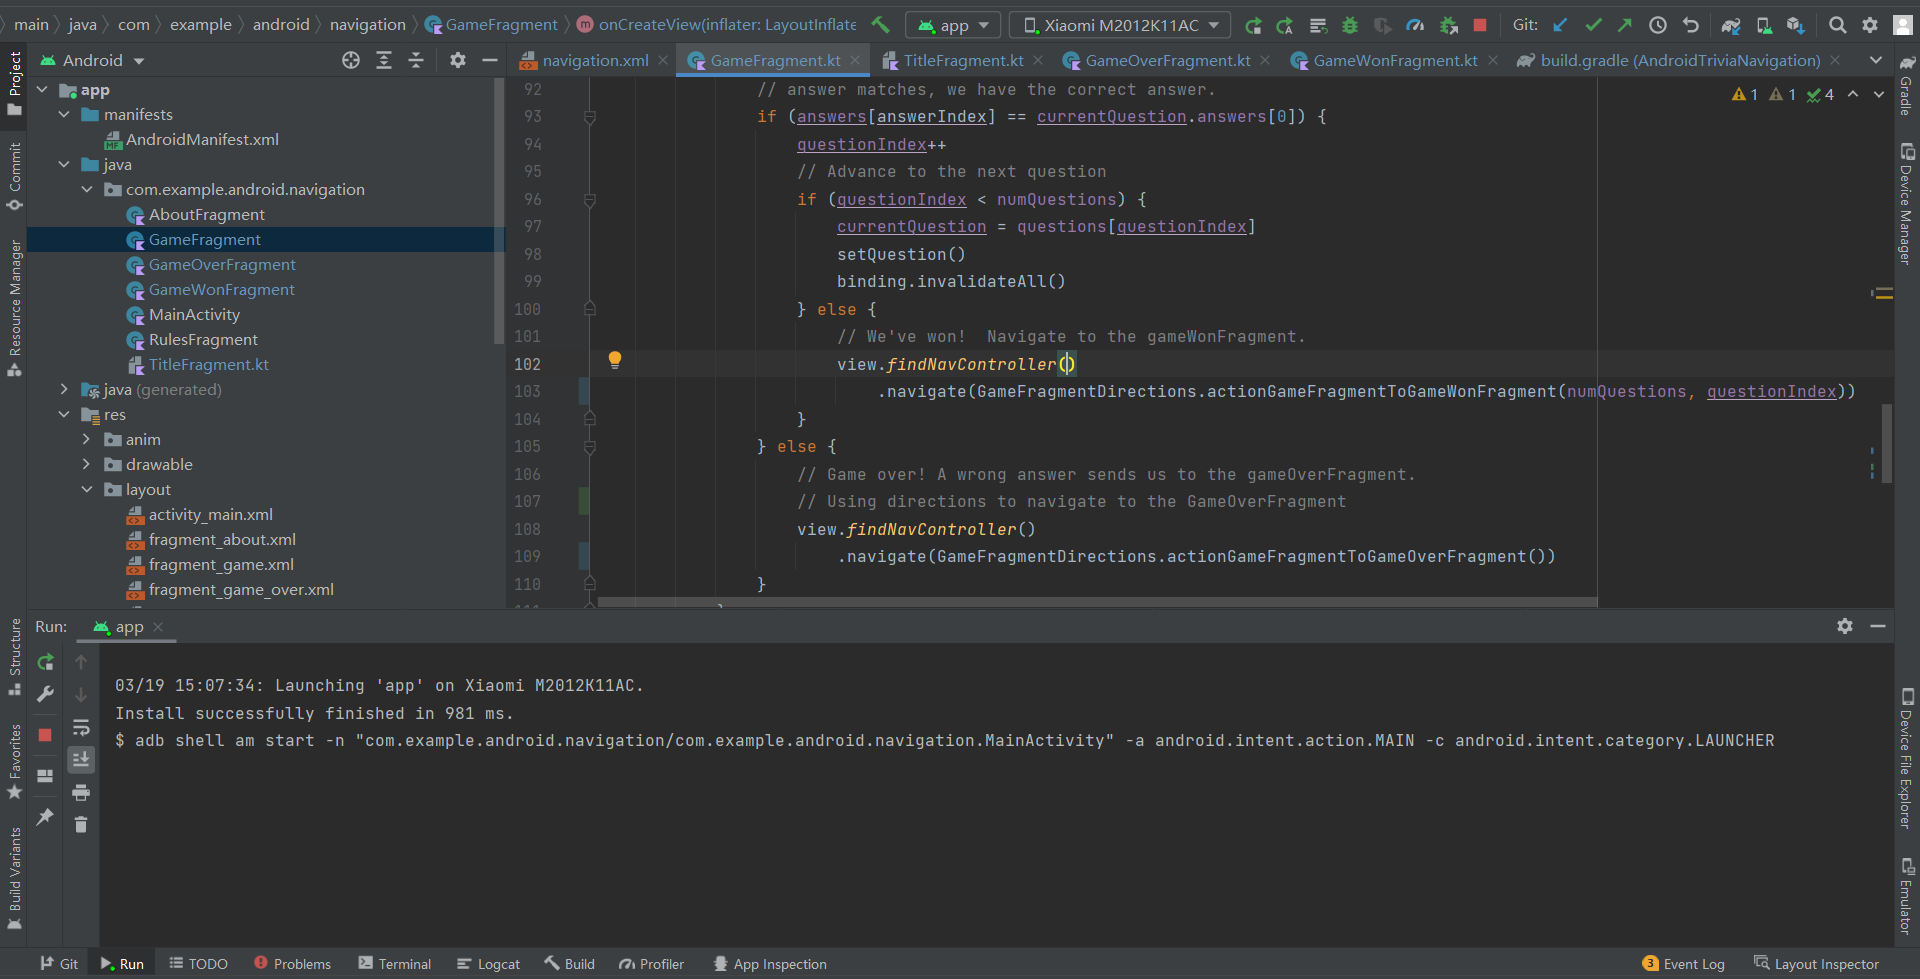 main java com example android navigation GameFragment onCreateView(inflater: LayoutInflate app Xiaomi M2012K11AC Git:
Project
Commit
Resource Manager
Structure
Favorites
Build Variants
Android
app
manifests
AndroidManifest.xml
java
com.example.android.navigation
AboutFragment
GameFragment
GameOverFragment
GameWonFragment
MainActivity
RulesFragment
TitleFragment.kt
java (generated)
res
anim
drawable
layout
activity_main.xml
fragment_about.xml
fragment_game.xml
fragment_game_over.xml
navigation.xml GameFragment.kt TitleFragment.kt GameOverFragment.kt GameWonFragment.kt build.gradle (AndroidTriviaNavigation)
1 1 4
92 // answer matches, we have the correct answer.
93 if (answers[answerIndex] == currentQuestion.answers[0]) {
94 questionIndex++
95 // Advance to the next question
96 if (questionIndex < numQuestions) {
97 currentQuestion = questions[questionIndex]
98 setQuestion()
99 binding.invalidateAll()
100 } else {
101 // We've won!  Navigate to the gameWonFragment.
102 view.findNavController()
103 .navigate(GameFragmentDirections.actionGameFragmentToGameWonFragment(numQuestions, questionIndex))
104 }
105 } else {
106 // Game over! A wrong answer sends us to the gameOverFragment.
107 // Using directions to navigate to the GameOverFragment
108 view.findNavController()
109 .navigate(GameFragmentDirections.actionGameFragmentToGameOverFragment())
110 }
Gradle
Device Manager
Device File Explorer
Emulator
Run: app
03/19 15:07:34: Launching 'app' on Xiaomi M2012K11AC.
Install successfully finished in 981 ms.
$ adb shell am start -n "com.example.android.navigation/com.example.android.navigation.MainActivity" -a android.intent.action.MAIN -c android.intent.category.LAUNCHER
Git Run TODO Problems Terminal Logcat Build Profiler App Inspection 3 Event Log Layout Inspector